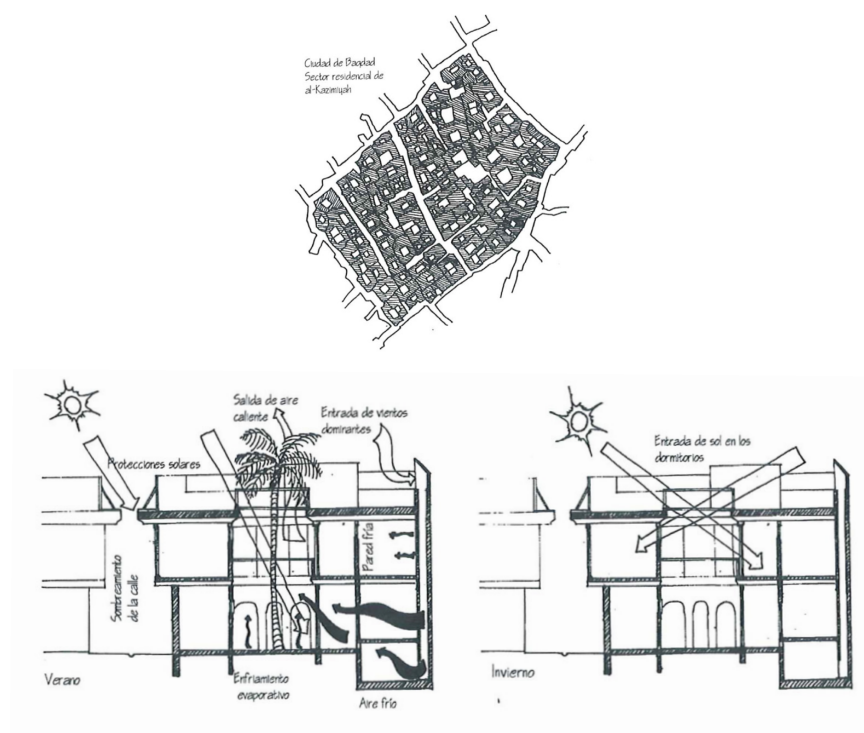 Ciudad de Bagdad
Sector residencial de
al-Kazimiyah
Salida de aire
caliente
Entrada de vientos
dominantes
Protecciones solares
Pared fría
Sombreamiento
de la calle
Verano
Enfriamiento
evaporativo
Aire frío
Entrada de sol en los
dormitorios
Invierno